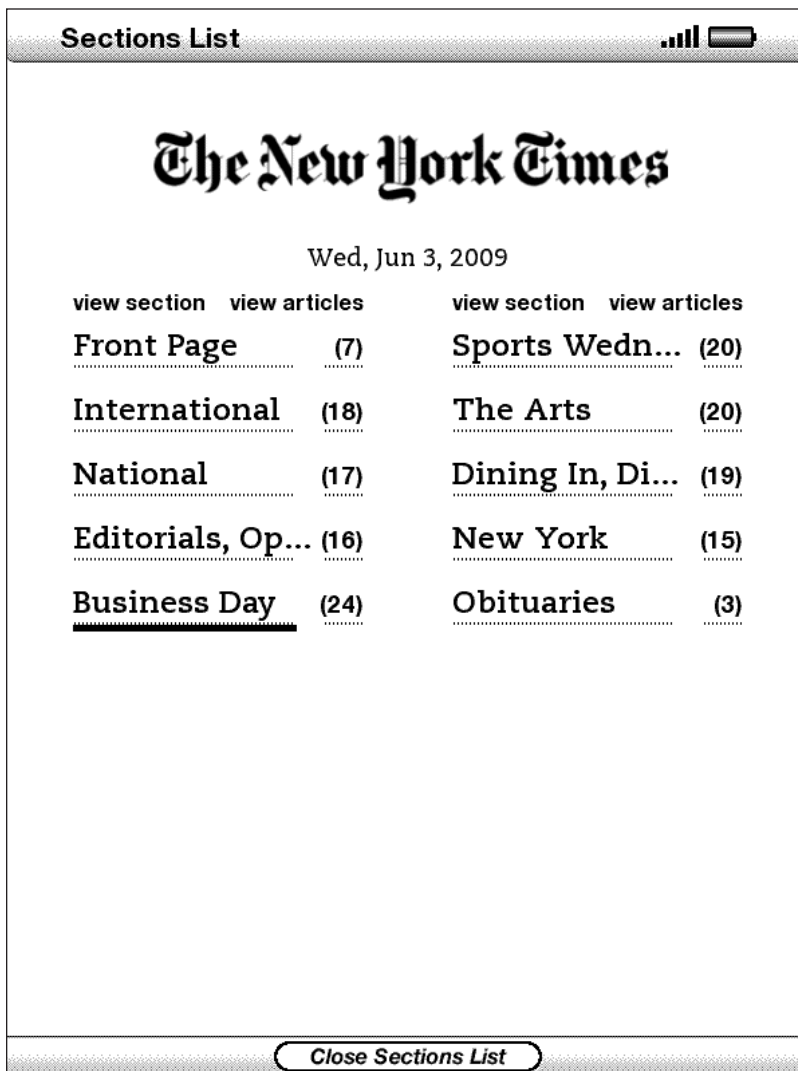 Sections List
The New York Times
Wed, Jun 3, 2009
view section view articles view section view articles
Front Page (7) Sports Wedn... (20)
International (18) The Arts (20)
National (17) Dining In, Di... (19)
Editorials, Op... (16) New York (15)
Business Day (24) Obituaries (3)
Close Sections List